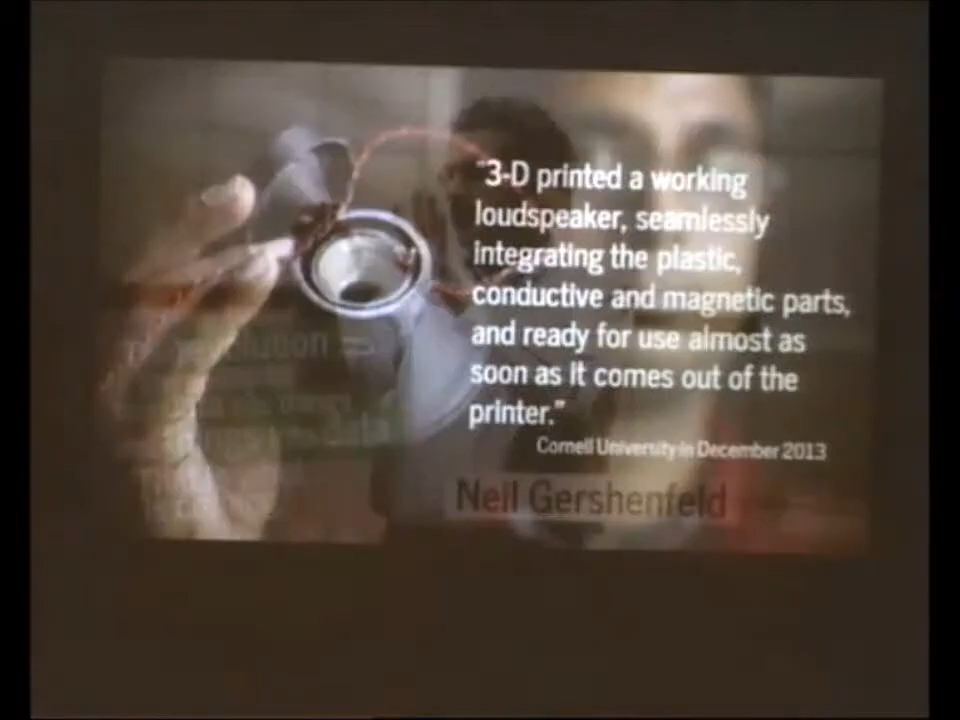 "3-D printed a working
loudspeaker, seamlessly
integrating the plastic,
conductive and magnetic parts,
and ready for use almost as
soon as it comes out of the
printer."
Cornell University in December 2013
Neil Gershenfeld